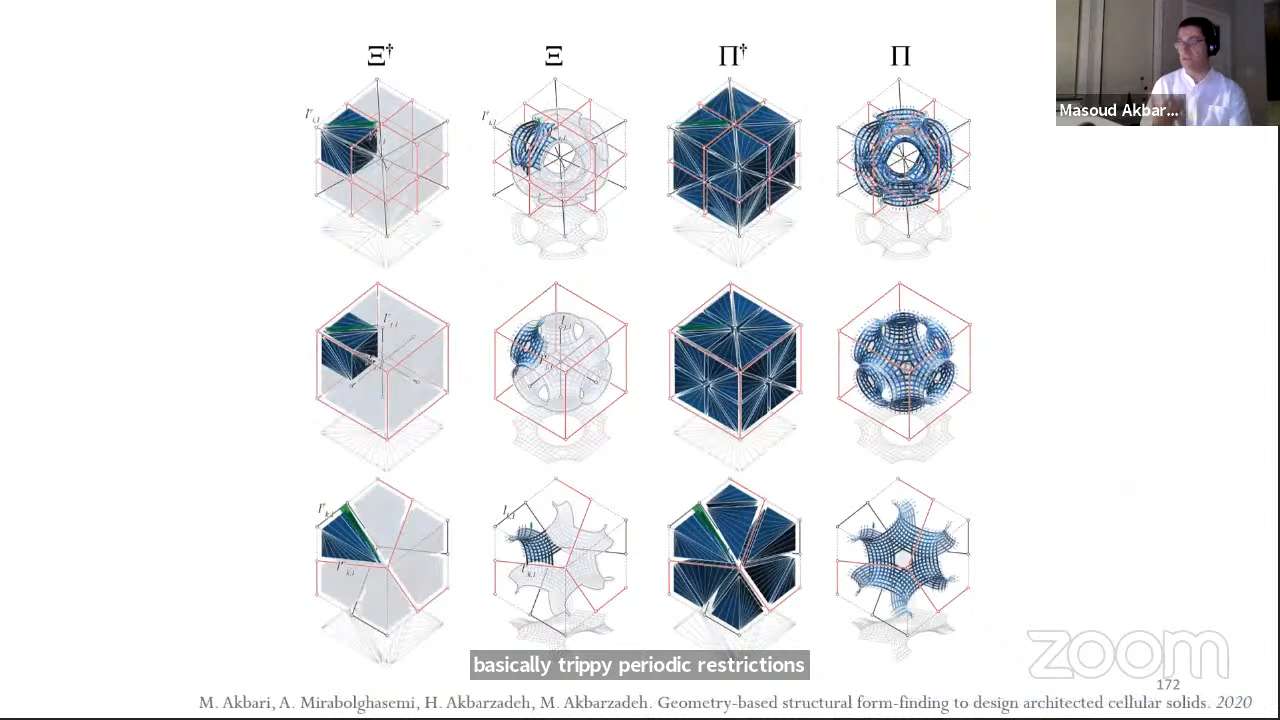 Ξ† Ξ Π† Π
Masoud Akbar...
basically trippy periodic restrictions
zoom
172
M. Akbari, A. Mirabolghasemi, H. Akbarzadeh, M. Akbarzadeh. Geometry-based structural form-finding to design architected cellular solids. 2020